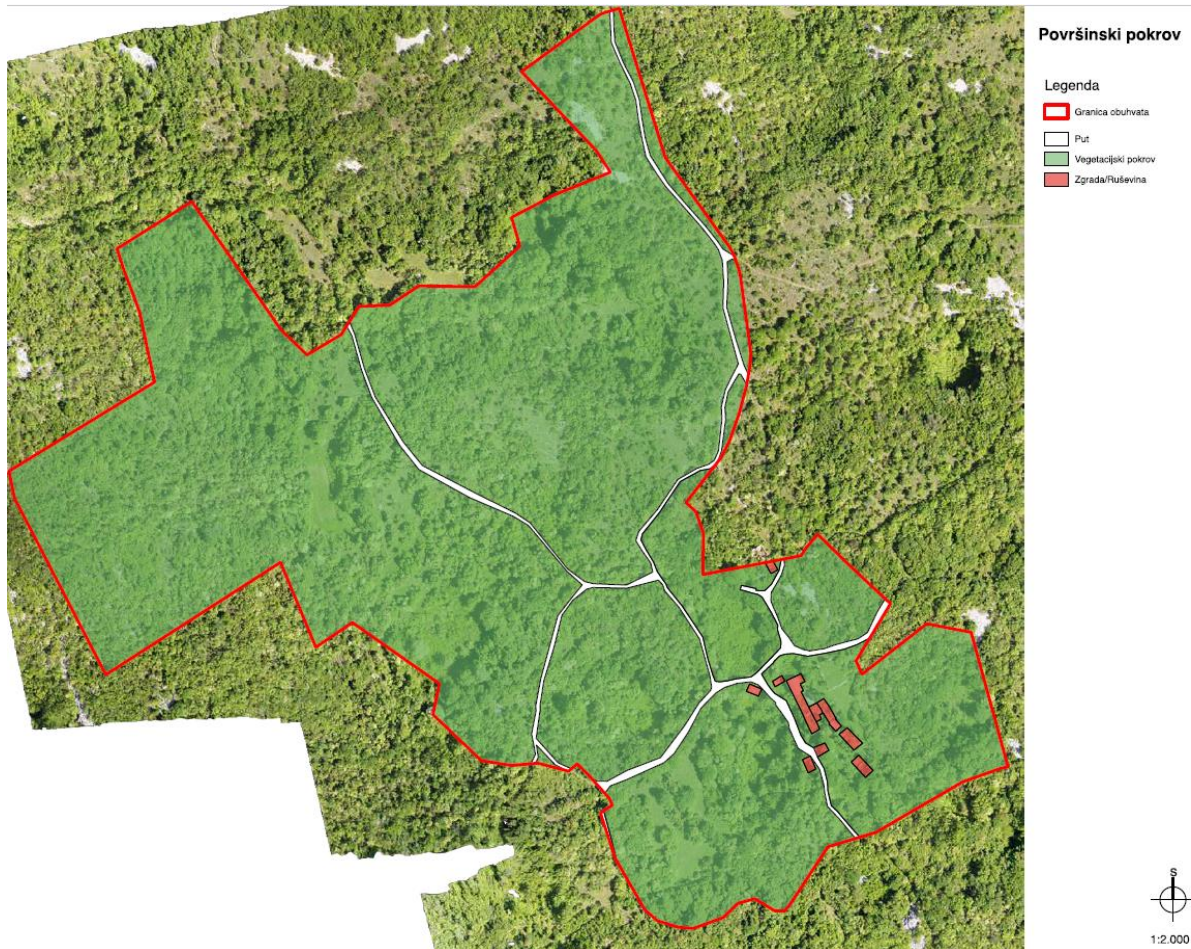 Površinski pokrov
Legenda
Granica obuhvata
Put
Vegetacijski pokrov
Zgrada/Ruševina
S
1:2.000